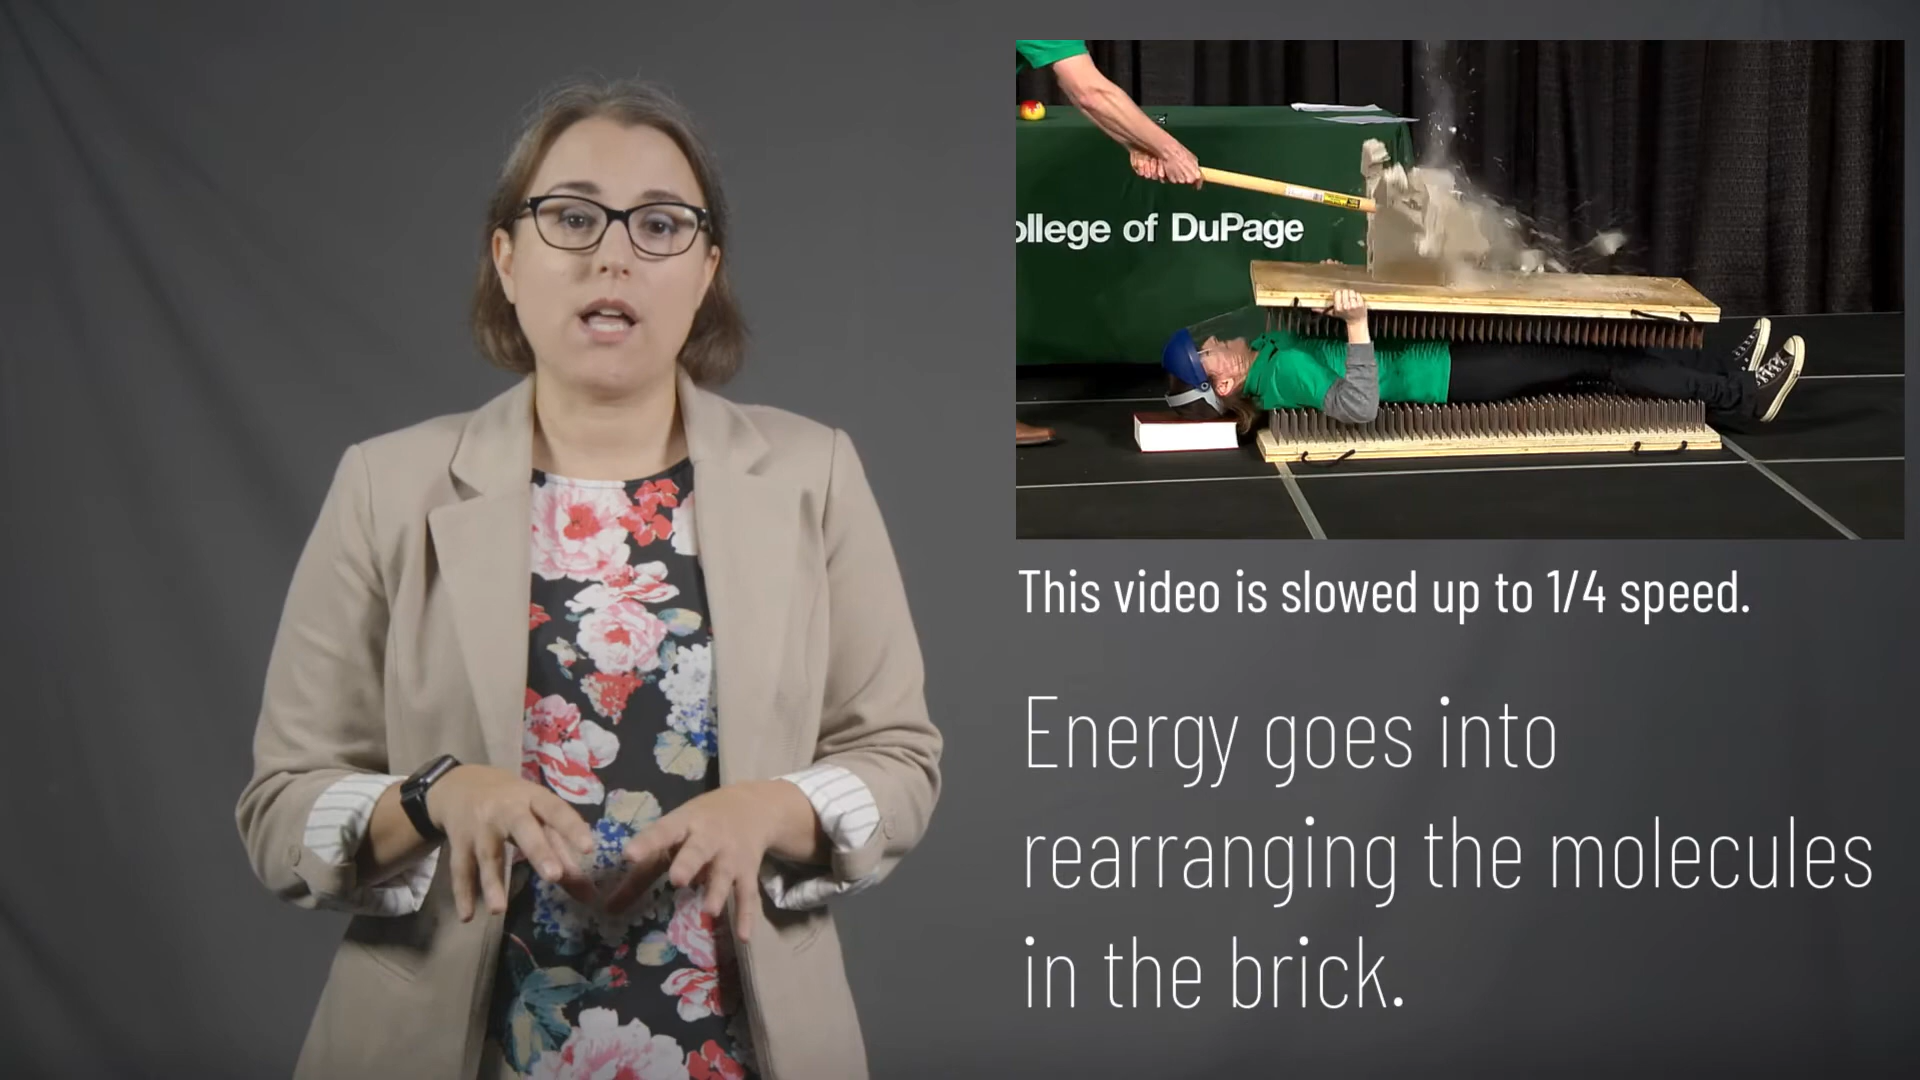 ollege of DuPage
This video is slowed up to 1/4 speed.
Energy goes into
rearranging the molecules
in the brick.